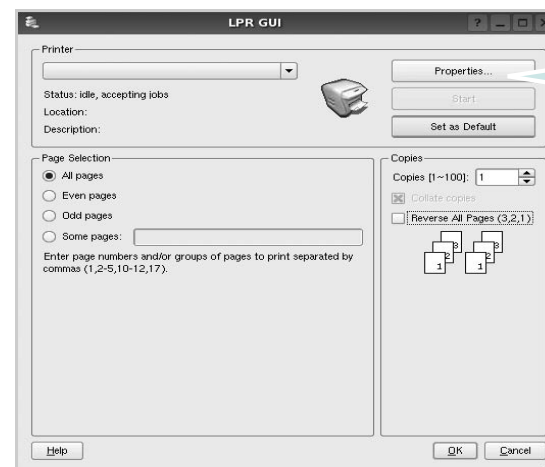 LPR GUI
Printer
Properties...
Status: idle, accepting jobs
Start
Location:
Description:
Set as Default
Page Selection
Copies
All pages
Copies [1~100]: 1
Even pages
Collate copies
Odd pages
Reverse All Pages (3,2,1)
Some pages:
Enter page numbers and/or groups of pages to print separated by
commas (1,2-5,10-12,17).
3 3
2 2
1 1
Help
OK
Cancel